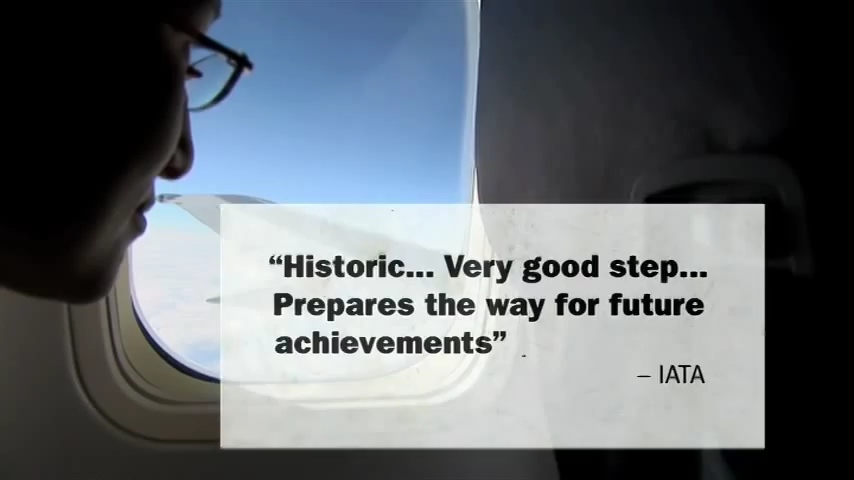 “Historic... Very good step...
Prepares the way for future
achievements”
– IATA